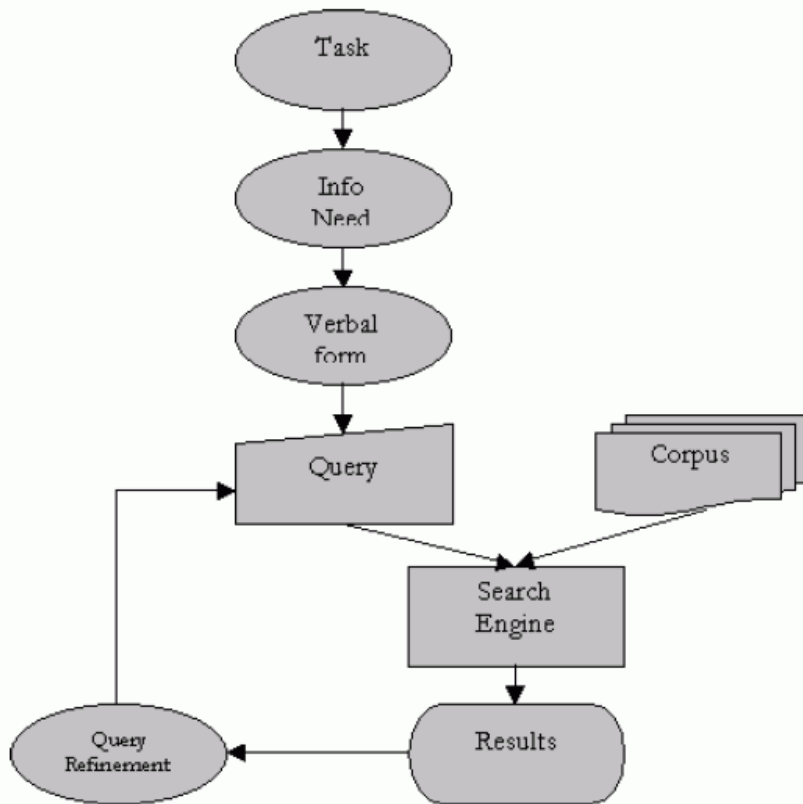 Task
Info
Need
Verbal
form
Query
Corpus
Search
Engine
Results
Query
Refinement